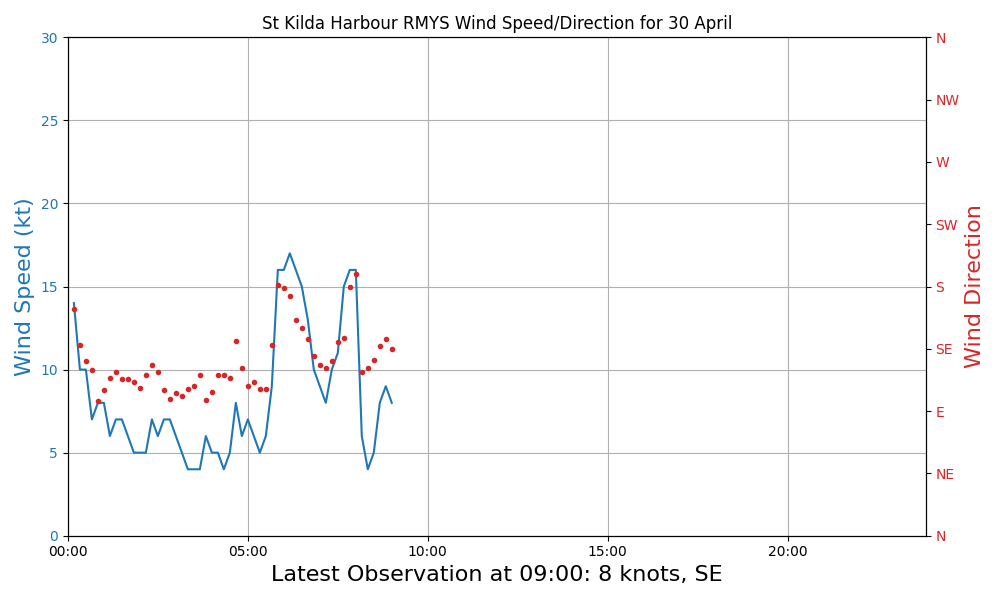 St Kilda Harbour RMYS Wind Speed/Direction for 30 April
30
25
20
15
10
5
0
Wind Speed (kt)
N
NW
W
SW
S
SE
E
NE
N
Wind Direction
00:00 05:00 10:00 15:00 20:00
Latest Observation at 09:00: 8 knots, SE